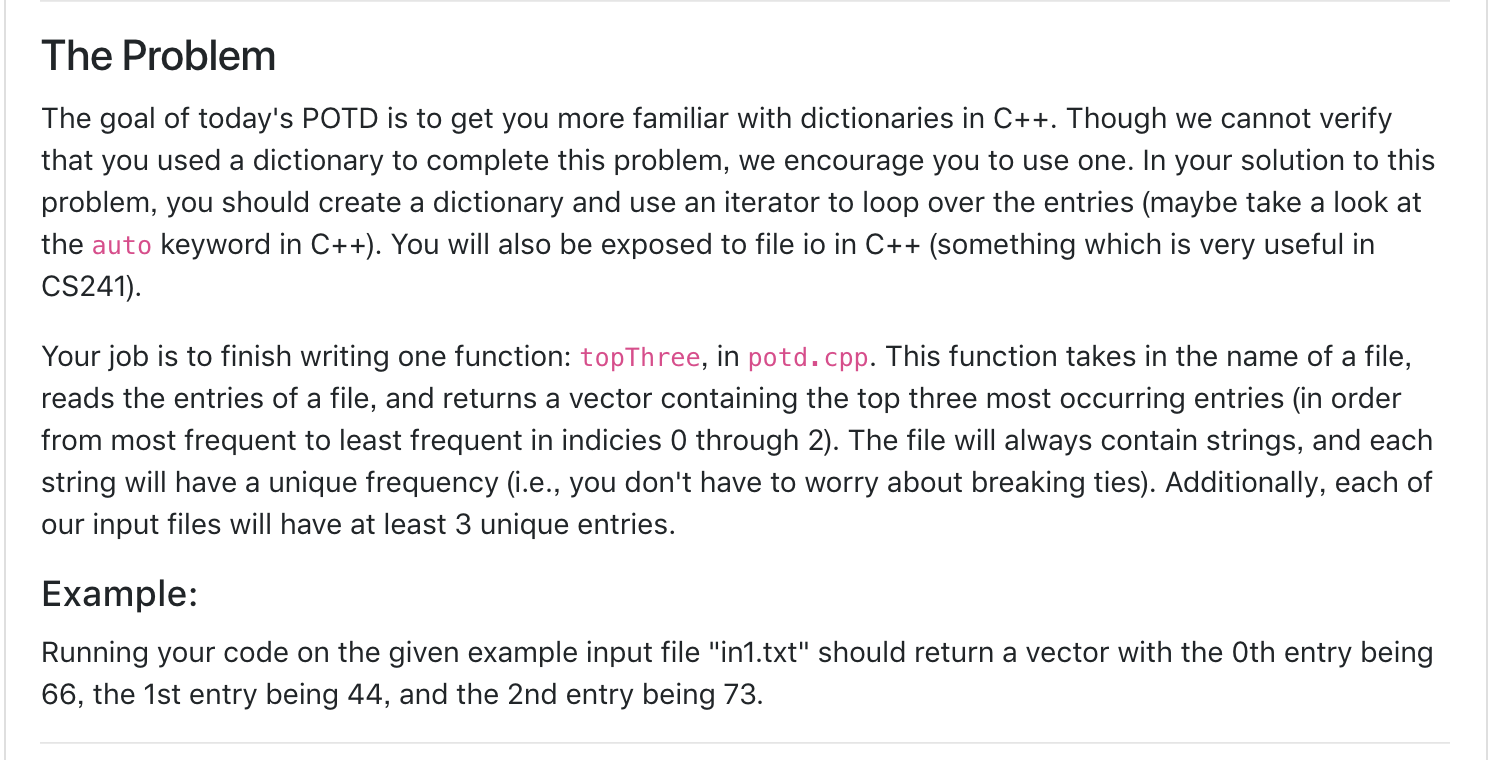 The Problem
The goal of today's POTD is to get you more familiar with dictionaries in C++. Though we cannot verify
that you used a dictionary to complete this problem, we encourage you to use one. In your solution to this
problem, you should create a dictionary and use an iterator to loop over the entries (maybe take a look at
the auto keyword in C++). You will also be exposed to file io in C++ (something which is very useful in
CS241).
Your job is to finish writing one function: topThree, in potd.cpp. This function takes in the name of a file,
reads the entries of a file, and returns a vector containing the top three most occurring entries (in order
from most frequent to least frequent in indicies 0 through 2). The file will always contain strings, and each
string will have a unique frequency (i.e., you don't have to worry about breaking ties). Additionally, each of
our input files will have at least 3 unique entries.
Example:
Running your code on the given example input file "in1.txt" should return a vector with the 0th entry being
66, the 1st entry being 44, and the 2nd entry being 73.